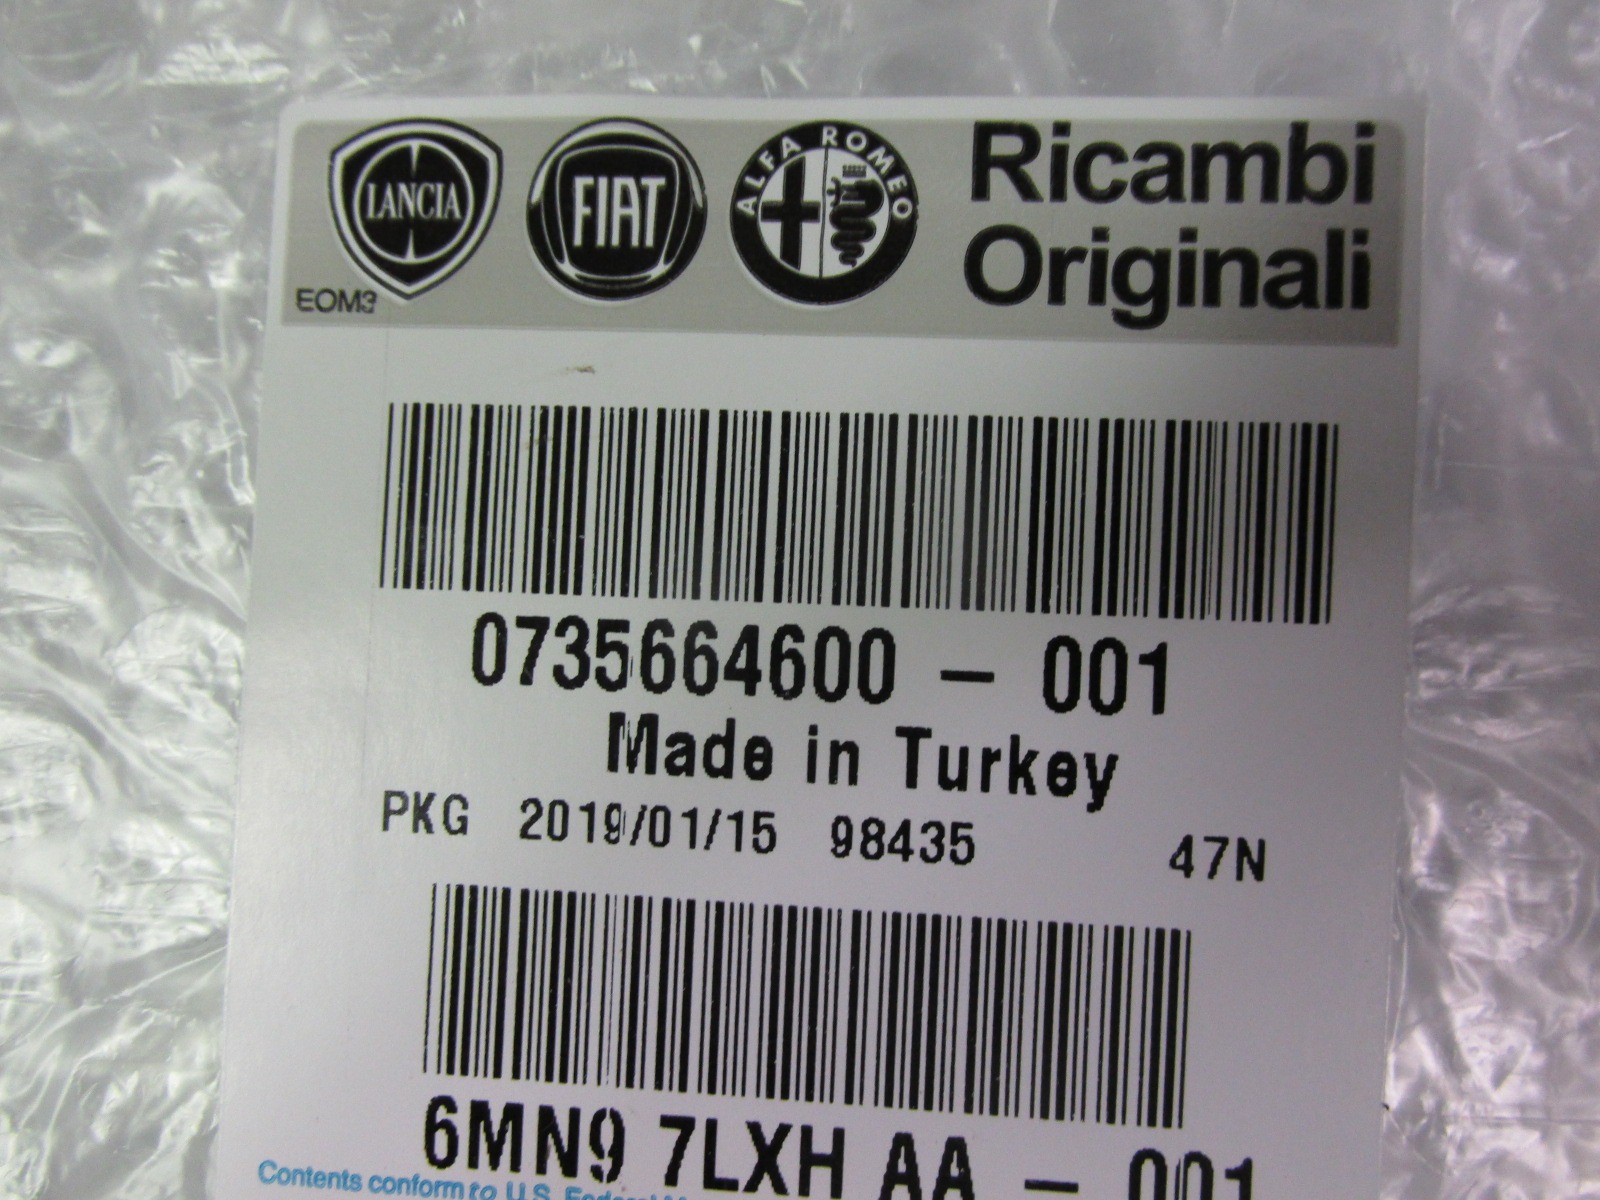 LANCIA FIAT ALFA ROMEO Ricambi
Originali
EOM3
0735664600 - 001
Made in Turkey
PKG 2019/01/15 98435 47N
6MN9 7LXH AA - 001
Contents conform to U.S. Federal